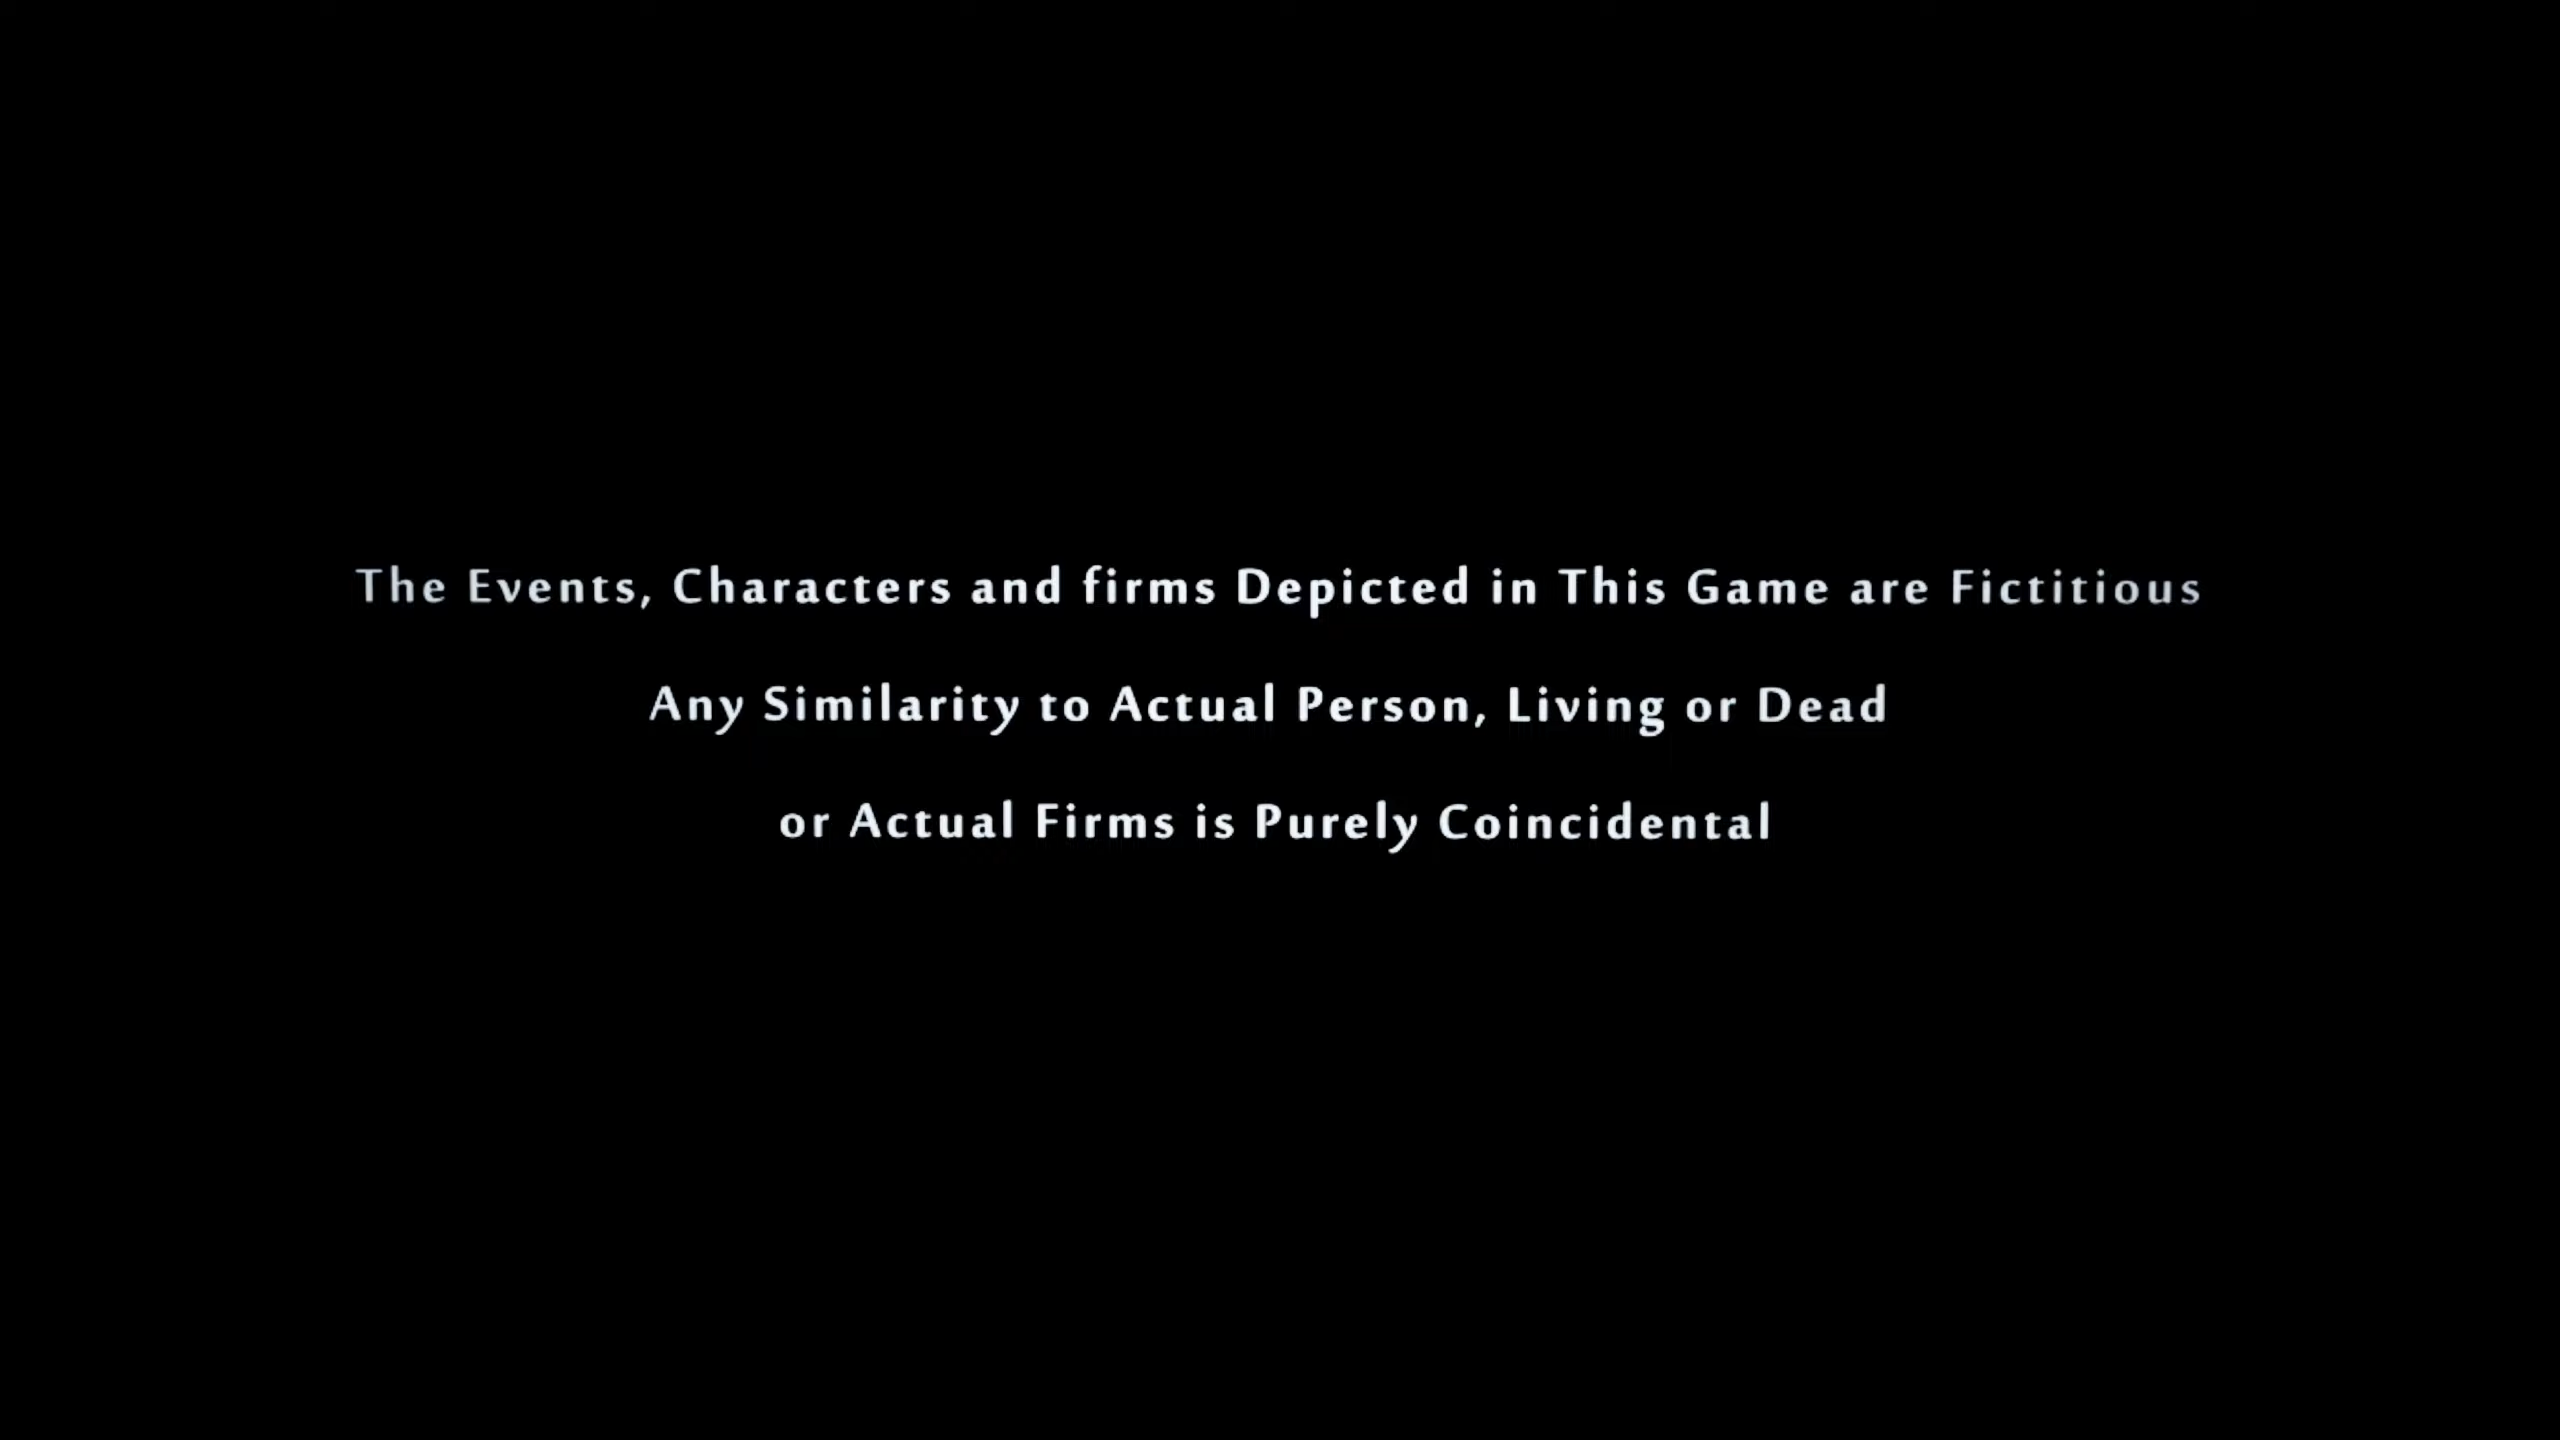 The Events, Characters and firms Depicted in This Game are Fictitious
Any Similarity to Actual Person, Living or Dead
or Actual Firms is Purely Coincidental